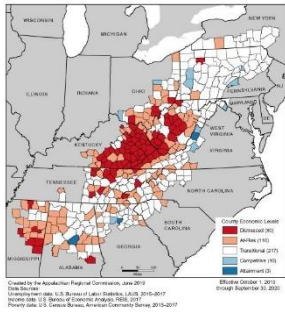 WISCONSIN
NEW YORK
MICHIGAN
PENNSYLVANIA
ILLINOIS
INDIANA
OHIO
MARYLAND
DE
WEST
VIRGINIA
VIRGINIA
KENTUCKY
TENNESSEE
NORTH CAROLINA
SOUTH
CAROLINA
GEORGIA
ALABAMA
MISSISSIPPI
County Economic Levels
Distressed (80)
At-Risk (110)
Transitional (217)
Competitive (10)
Attainment (3)
Created by the Appalachian Regional Commission, June 2019
Data Sources:
Unemployment data: U.S. Bureau of Labor Statistics, LAUS, 2015–2017
Income data: U.S. Bureau of Economic Analysis, REIS, 2017
Poverty data: U.S. Census Bureau, American Community Survey, 2013–2017
Effective October 1, 2019
through September 30, 2020